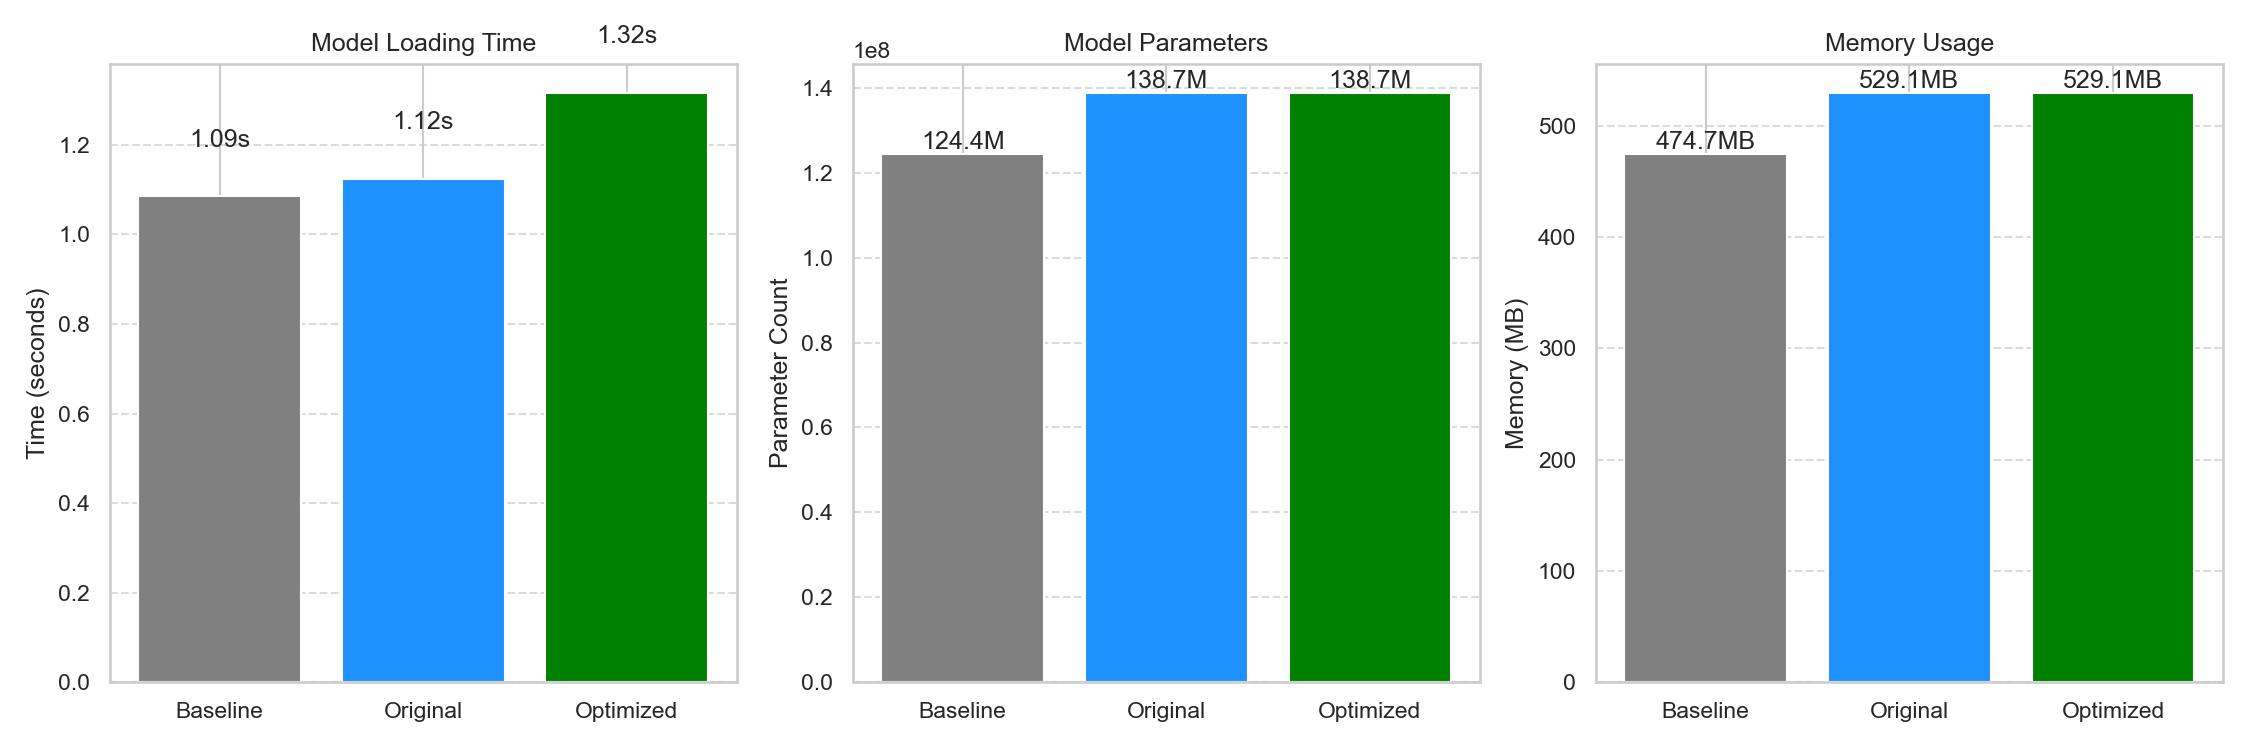 Model Loading Time
1.32s
1.12s
1.09s
1.2
1.0
0.8
0.6
0.4
0.2
0.0
Time (seconds)
Baseline
Original
Optimized
Model Parameters
1e8
138.7M
138.7M
124.4M
1.4
1.2
1.0
0.8
0.6
0.4
0.2
0.0
Parameter Count
Baseline
Original
Optimized
Memory Usage
529.1MB
529.1MB
474.7MB
500
400
300
200
100
0
Memory (MB)
Baseline
Original
Optimized